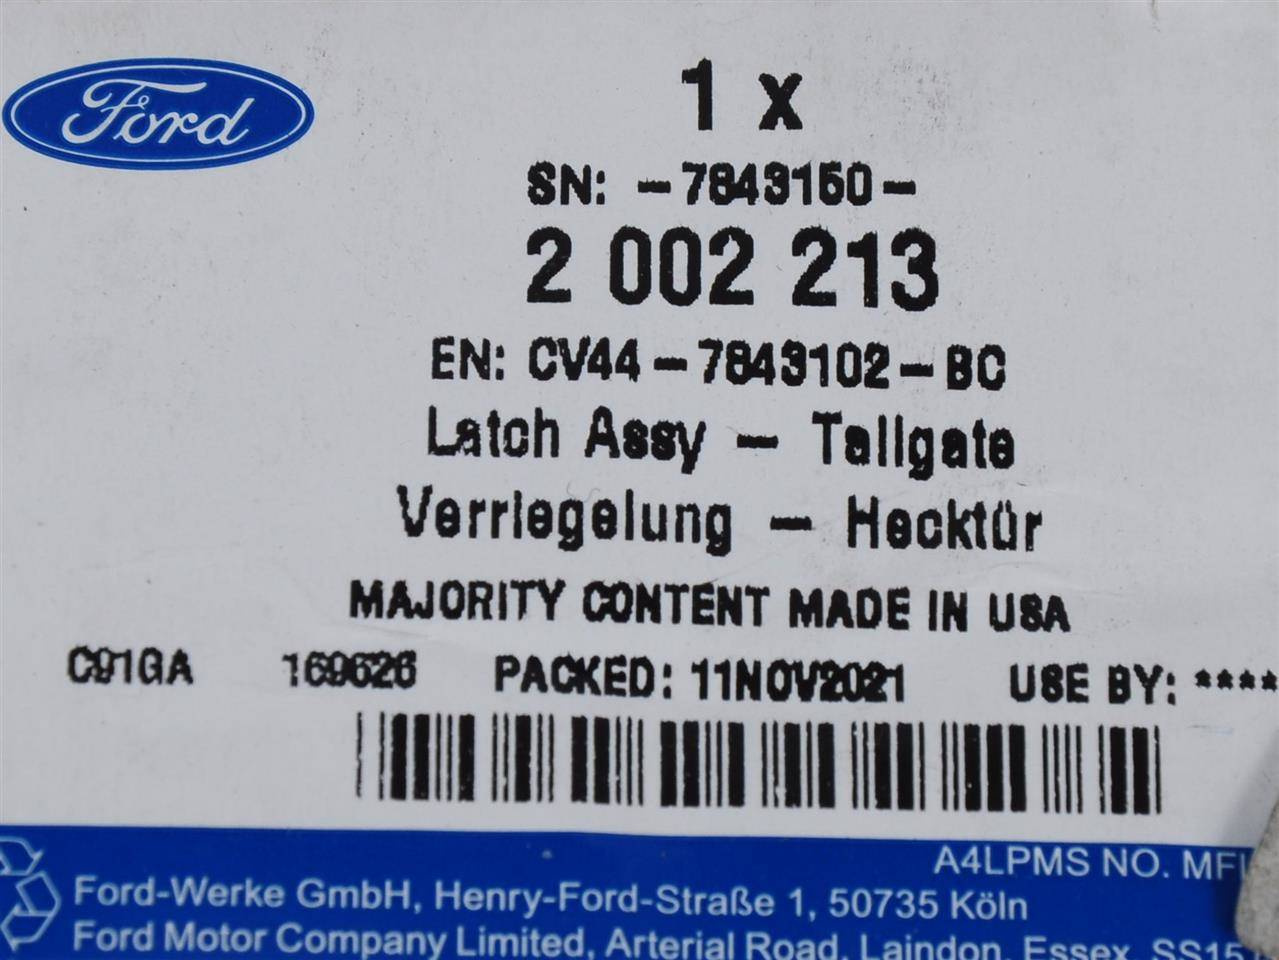 Ford
1 x
SN: -7843150-
2 002 213
EN: CV44-7843102-BC
Latch Assy - Tailgate
Verriegelung - Hecktür
MAJORITY CONTENT MADE IN USA
C91GA 169626 PACKED: 11NOV2021 USE BY: ****
A4LPMS NO.
Ford-Werke GmbH, Henry-Ford-Straße 1, 50735 Köln
Ford Motor Company Limited, Arterial Road, Laindon, Essex,